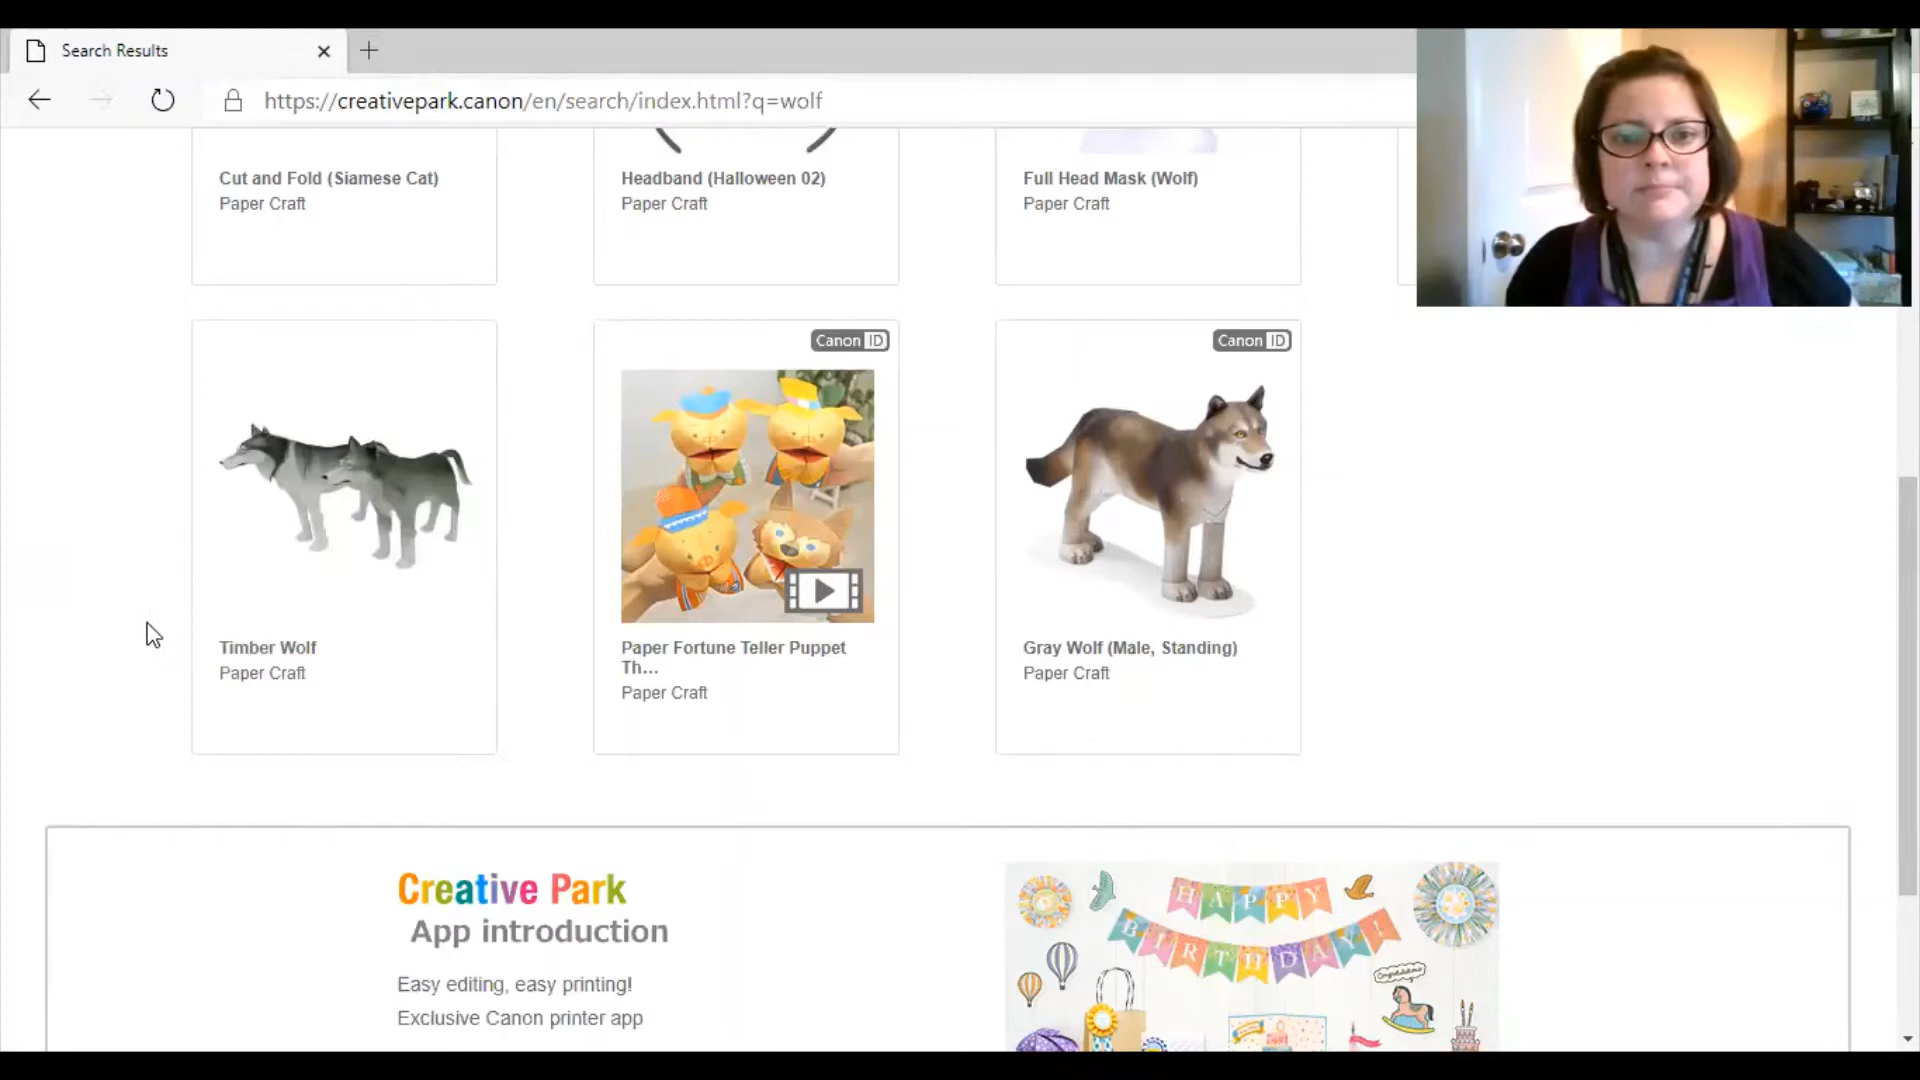 Search Results
https://creativepark.canon/en/search/index.html?q=wolf
Cut and Fold (Siamese Cat)
Paper Craft
Headband (Halloween 02)
Paper Craft
Full Head Mask (Wolf)
Paper Craft
Canon ID
Canon ID
Timber Wolf
Paper Craft
Paper Fortune Teller Puppet
Th...
Paper Craft
Gray Wolf (Male, Standing)
Paper Craft
Creative Park
App introduction
Easy editing, easy printing!
Exclusive Canon printer app
HAPPY
BIRTHDAY!
Congratulations